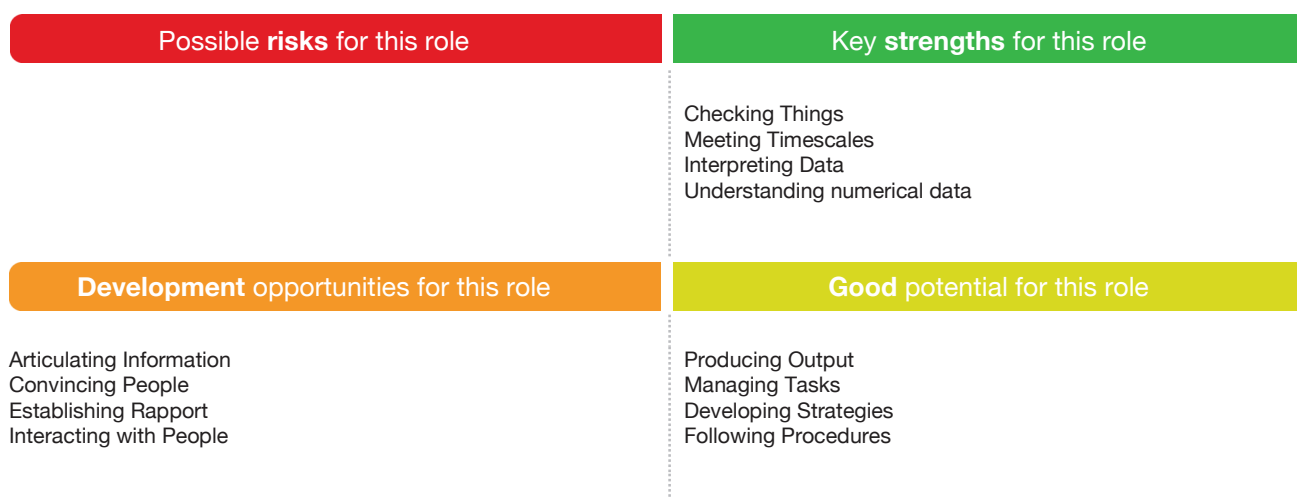 Possible risks for this role
Key strengths for this role
Checking Things
Meeting Timescales
Interpreting Data
Understanding numerical data
Development opportunities for this role
Good potential for this role
Articulating Information
Convincing People
Establishing Rapport
Interacting with People
Producing Output
Managing Tasks
Developing Strategies
Following Procedures